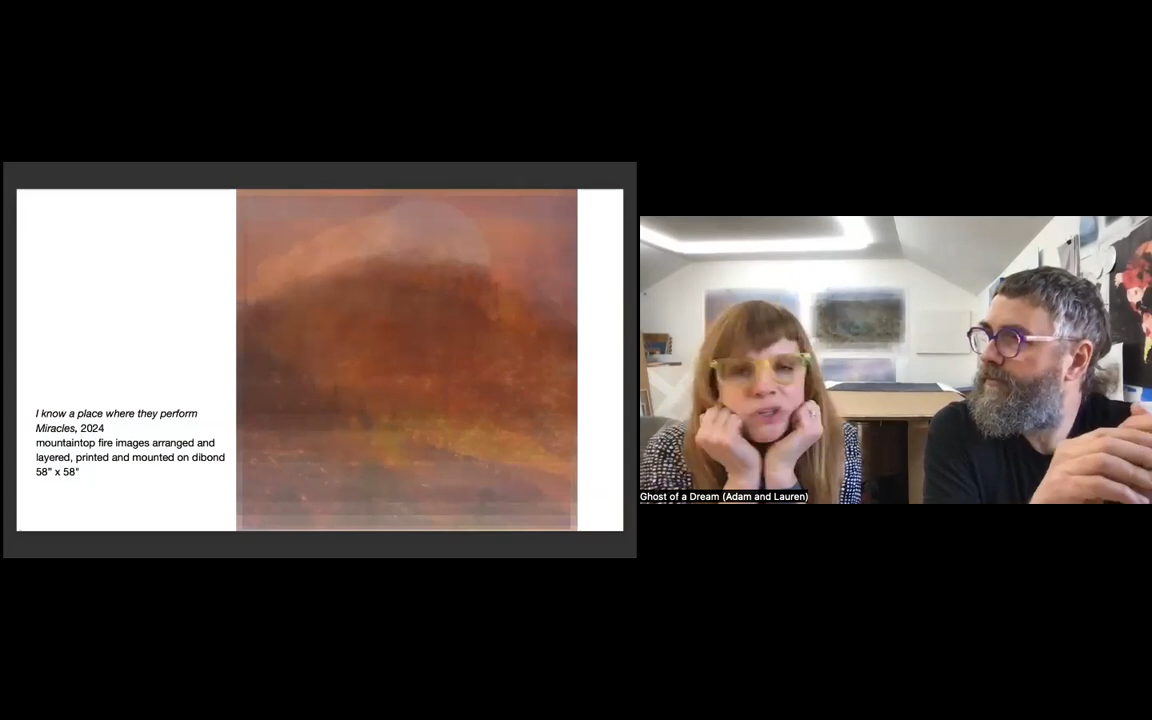 I know a place where they perform
Miracles, 2024
mountaintop fire images arranged and
layered, printed and mounted on dibond
58" x 58"
Ghost of a Dream (Adam and Lauren)